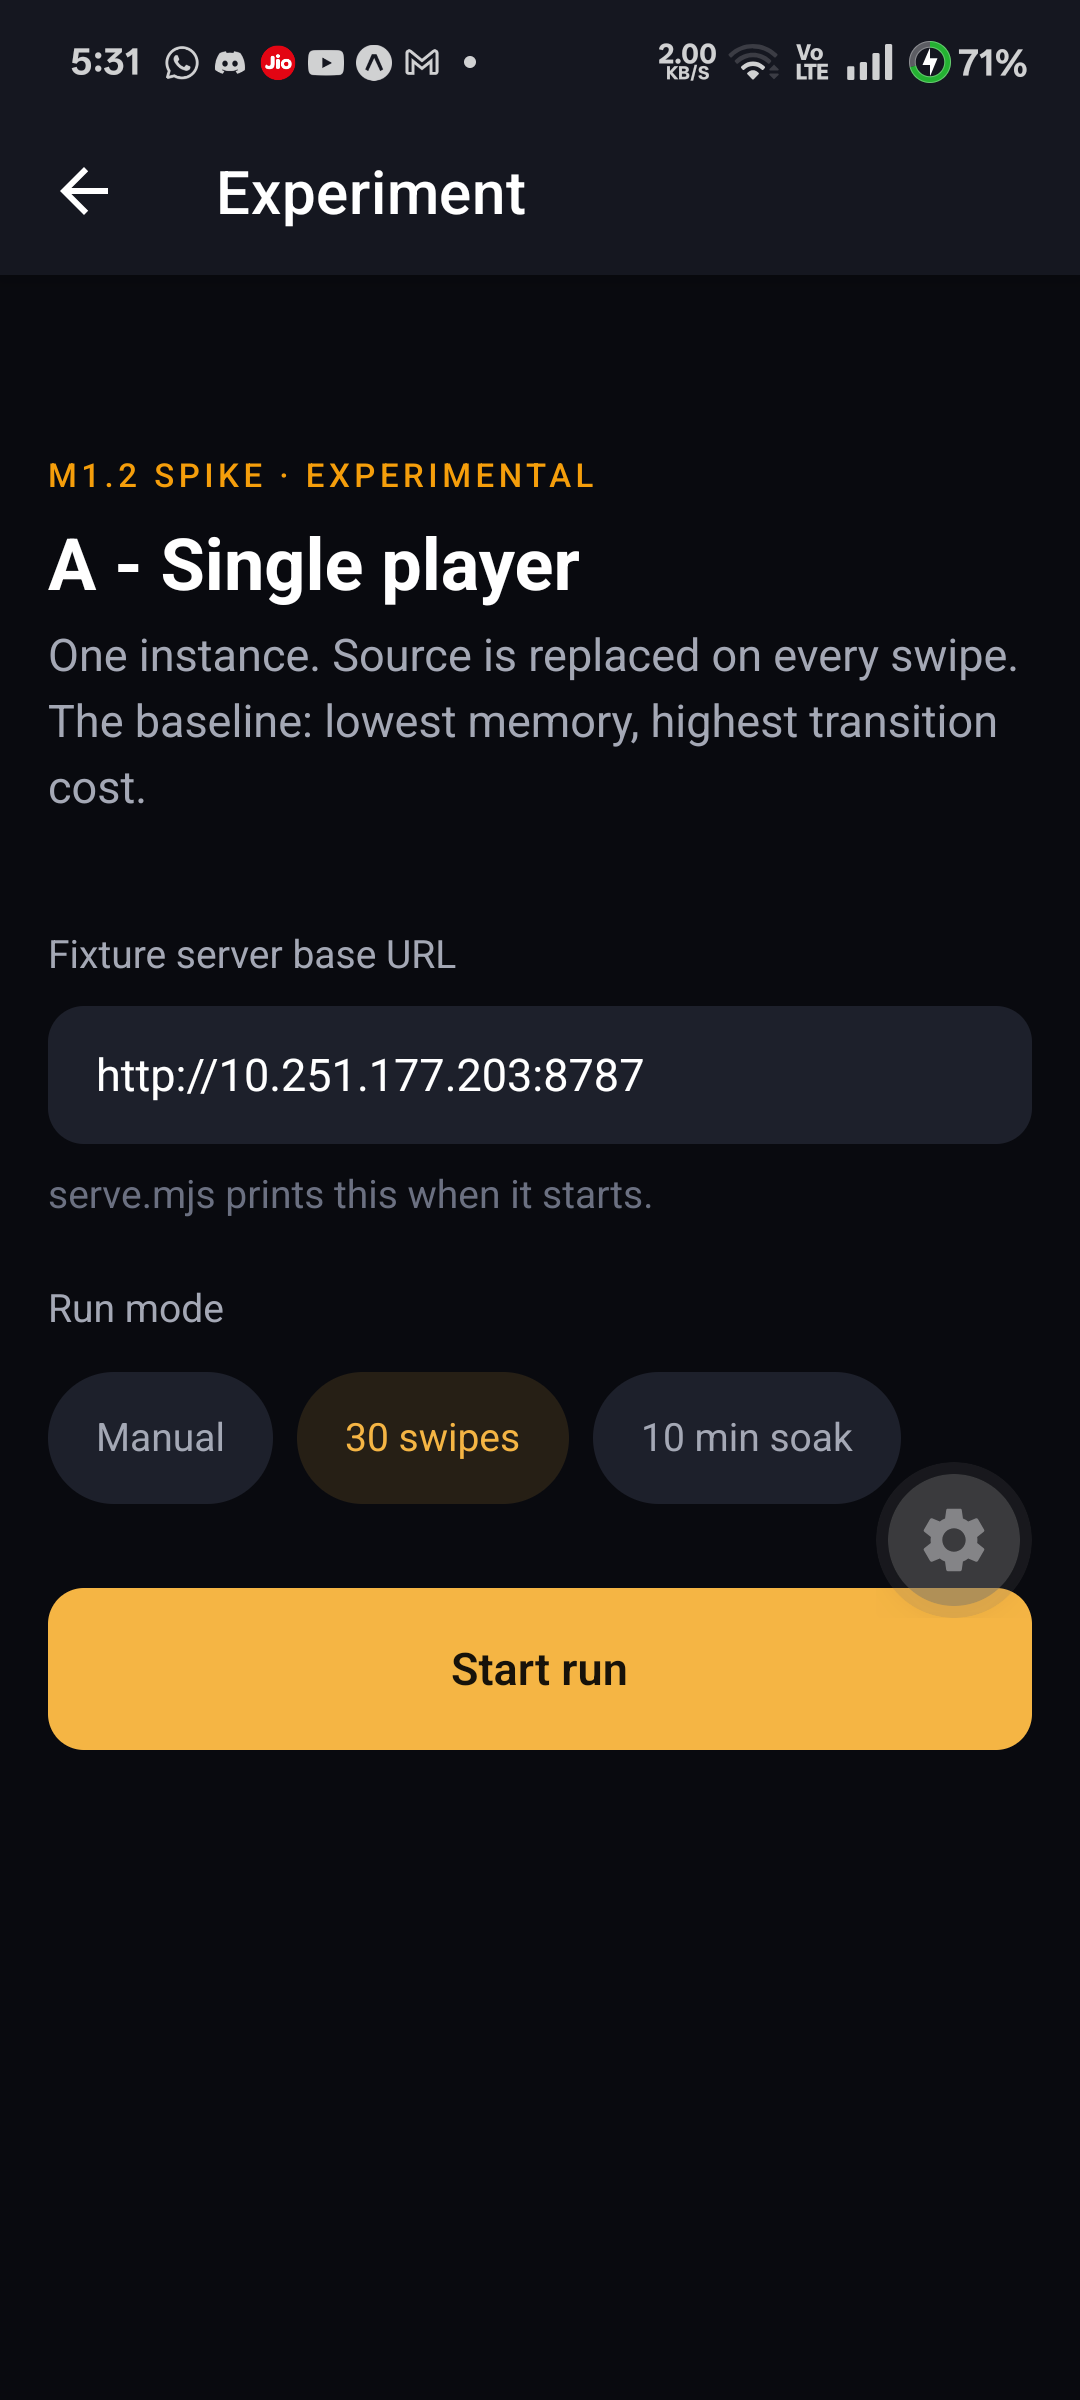 5:31
Jio
2.00 KB/S
Vo LTE
71%
Experiment
M1.2 SPIKE · EXPERIMENTAL
A - Single player
One instance. Source is replaced on every swipe.
The baseline: lowest memory, highest transition
cost.
Fixture server base URL
http://10.251.177.203:8787
serve.mjs prints this when it starts.
Run mode
Manual
30 swipes
10 min soak
Start run